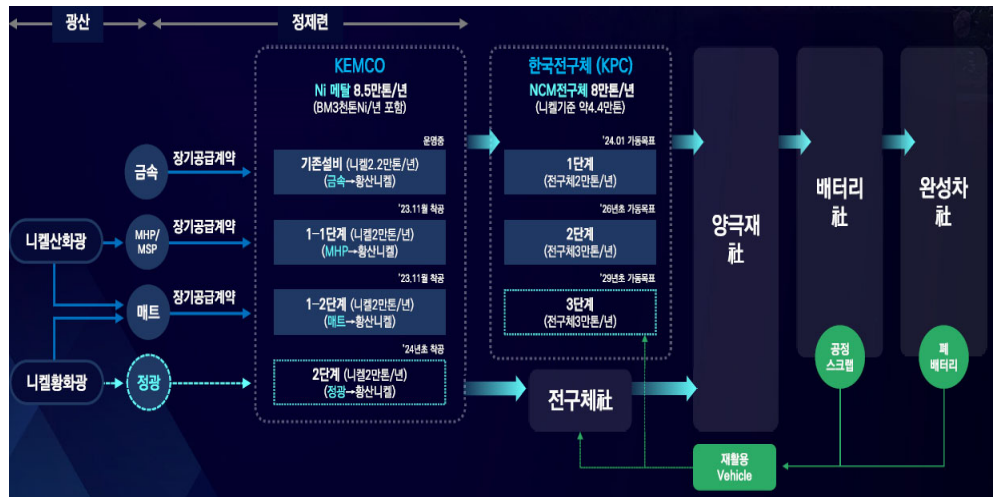 광산
정제련
KEMCO
Ni 메탈 8.5만톤/년
(BM3천톤Ni/년 포함)
운영중
기존설비 (니켈2.2만톤/년)
(금속→황산니켈)
'23.11월 착공
1-1단계 (니켈2만톤/년)
(MHP→황산니켈)
'23.11월 착공
1-2단계 (니켈2만톤/년)
(매트→황산니켈)
'24년초 착공
2단계 (니켈2만톤/년)
(정광→황산니켈)
니켈산화광
니켈황화광
금속
장기공급계약
MHP/
MSP
장기공급계약
매트
장기공급계약
정광
한국전구체 (KPC)
NCM전구체 8만톤/년
(니켈기준 약4.4만톤)
'24.01 가동목표
1단계
(전구체2만톤/년)
'26년초 가동목표
2단계
(전구체3만톤/년)
'29년초 가동목표
3단계
(전구체3만톤/년)
전구체社
양극재
社
배터리
社
완성차
社
공정
스크랩
폐
배터리
재활용
Vehicle